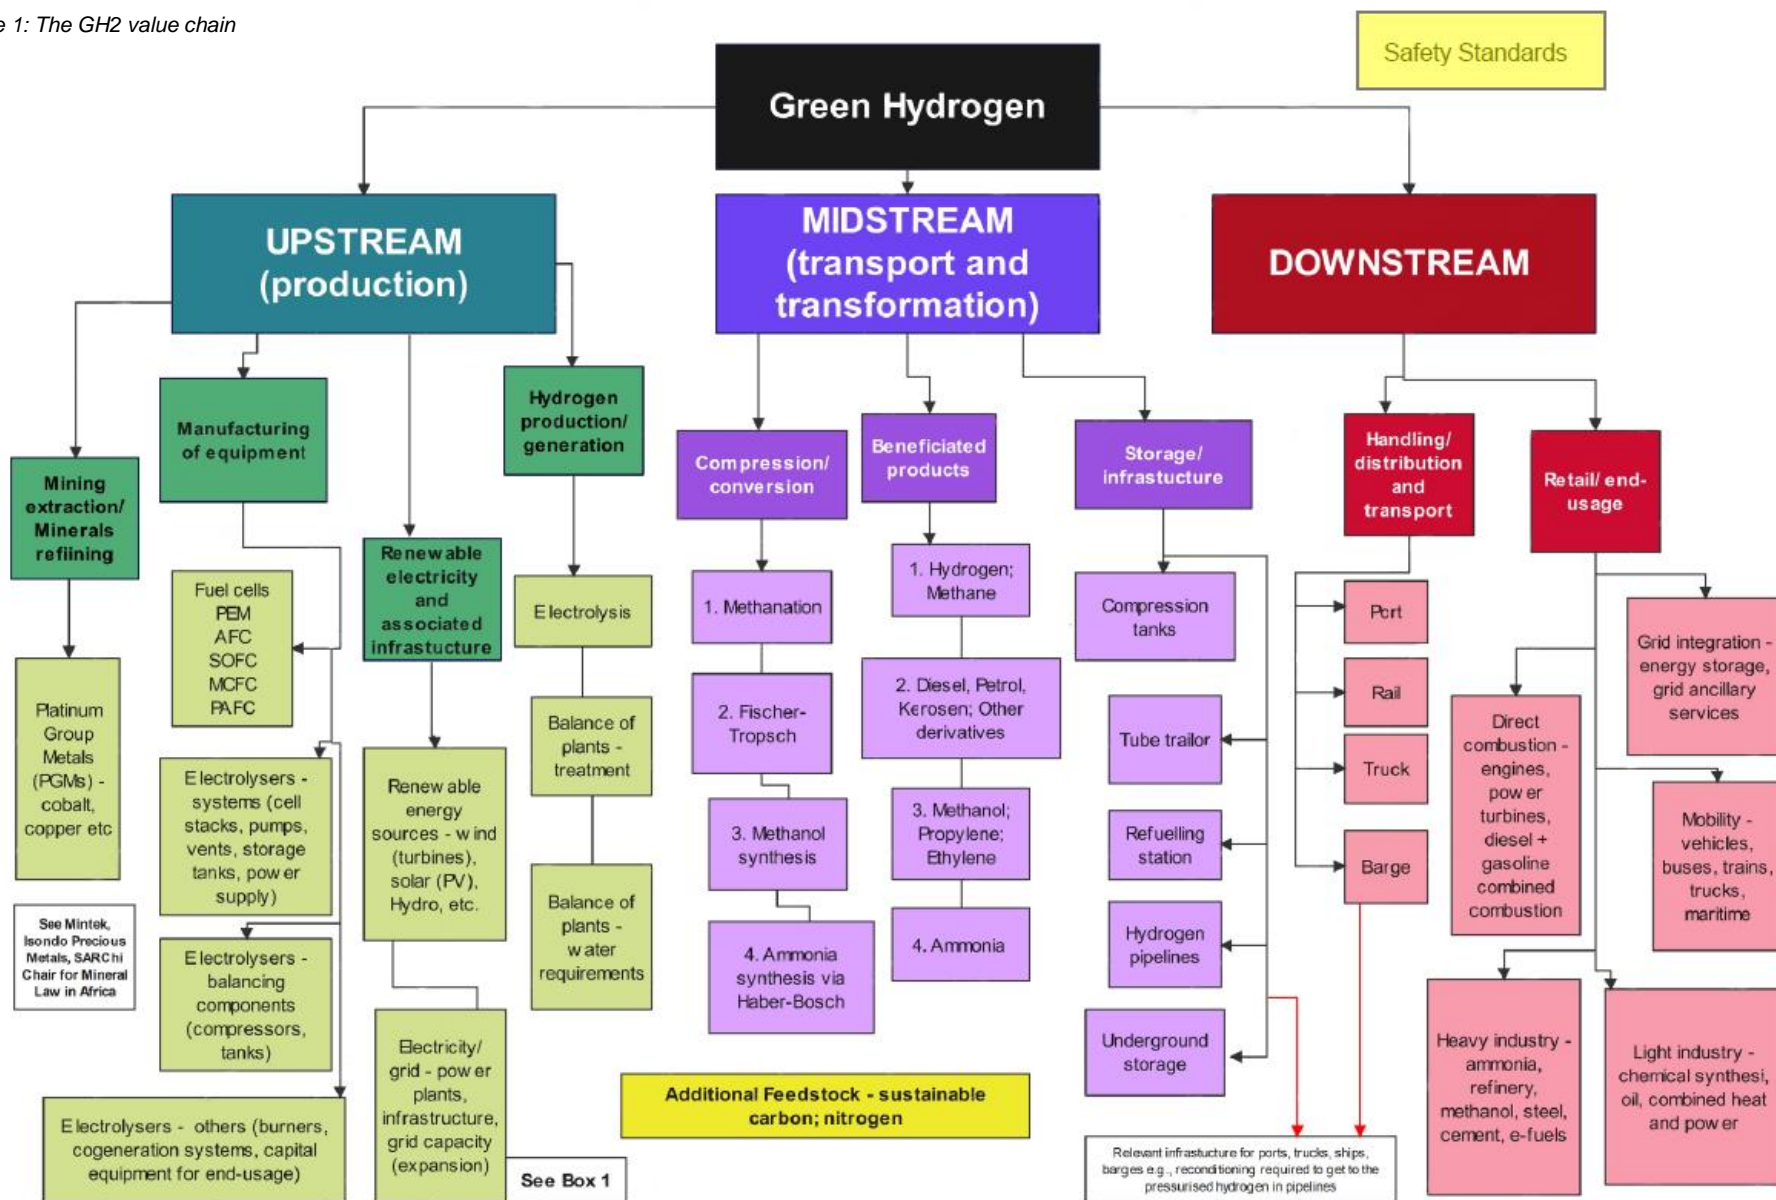 e 1: The GH2 value chain
Safety Standards
Green Hydrogen
UPSTREAM
(production)
MIDSTREAM
(transport and
transformation)
DOWNSTREAM
Mining
extraction/
Minerals
refiining
Manufacturing
of equipment
Renewable
electricity
and
associated
infrastucture
Hydrogen
production/
generation
Compression/
conversion
Beneficiated
products
Storage/
infrastucture
Handling/
distribution
and
transport
Retail/ end-
usage
Platinum
Group
Metals
(PGMs) -
cobalt,
copper etc
See Mintek,
Isondo Precious
Metals, SARChi
Chair for Mineral
Law in Africa
Fuel cells
PEM
AFC
SOFC
MCFC
PAFC
Electrolysers -
systems (cell
stacks, pumps,
vents, storage
tanks, power
supply)
Electrolysers -
balancing
components
(compressors,
tanks)
Electrolysers - others (burners,
cogeneration systems, capital
equipment for end-usage)
Renewable
energy
sources - wind
(turbines),
solar (PV),
Hydro, etc.
Electricity/
grid - power
plants,
infrastructure,
grid capacity
(expansion)
See Box 1
Electrolysis
Balance of
plants -
treatment
Balance of
plants -
water
requirements
1. Methanation
2. Fischer-
Tropsch
3. Methanol
synthesis
4. Ammonia
synthesis via
Haber-Bosch
1. Hydrogen;
Methane
2. Diesel, Petrol,
Kerosen; Other
derivatives
3. Methanol;
Propylene;
Ethylene
4. Ammonia
Additional Feedstock - sustainable
carbon; nitrogen
Compression
tanks
Tube trailor
Refuelling
station
Hydrogen
pipelines
Underground
storage
Port
Rail
Truck
Barge
Relevant infrastucture for ports, trucks, ships,
barges e.g., reconditioning required to get to the
pressurised hydrogen in pipelines
Grid integration -
energy storage,
grid ancillary
services
Direct
combustion -
engines,
power
turbines,
diesel +
gasoline
combined
combustion
Mobility -
vehicles,
buses, trains,
trucks,
maritime
Heavy industry -
ammonia,
refinery,
methanol, steel,
cement, e-fuels
Light industry -
chemical synthesi,
oil, combined heat
and power